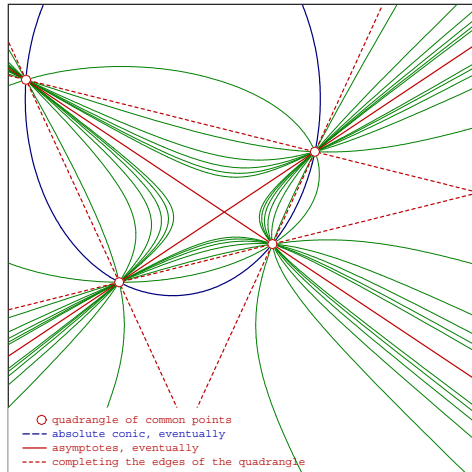 quadrangle of common points
absolute conic, eventually
asymptotes, eventually
completing the edges of the quadrangle